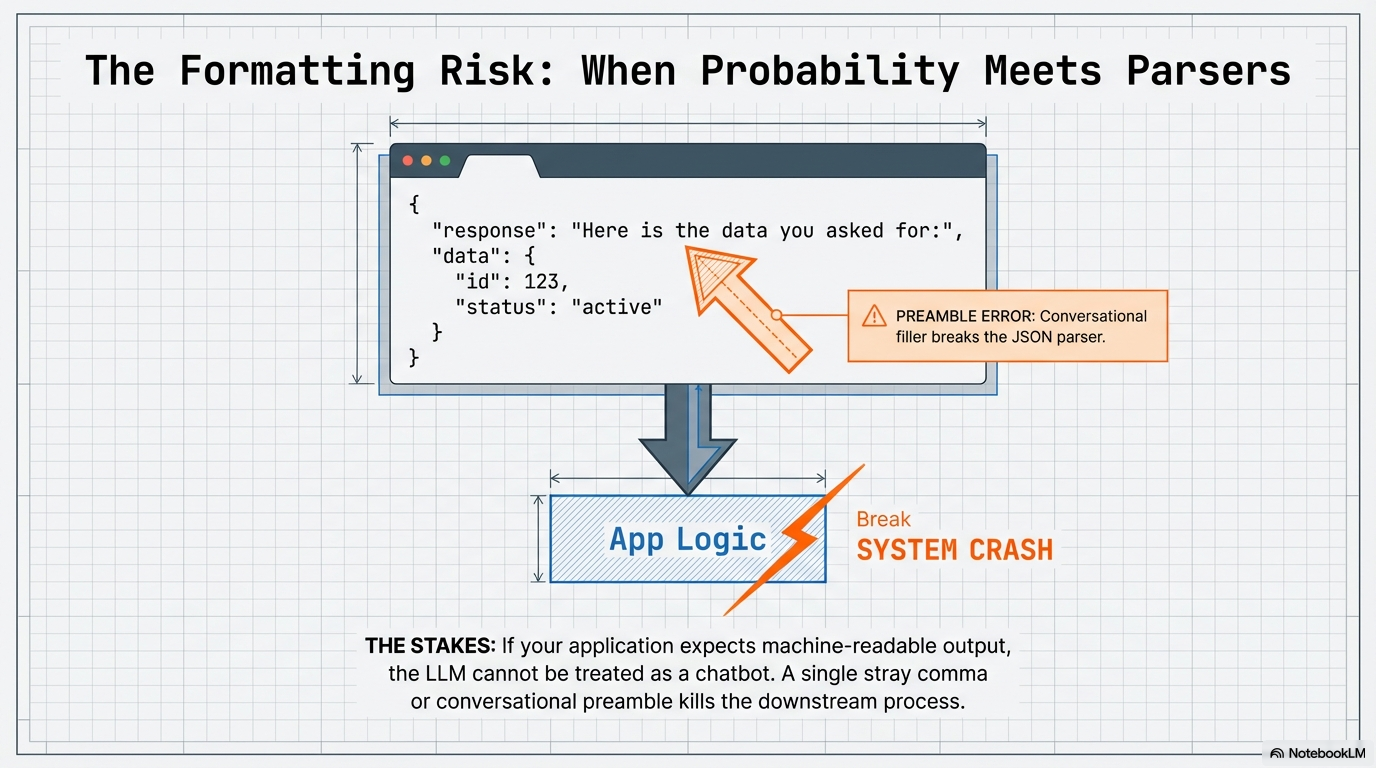 The Formatting Risk: When Probability Meets Parsers
{
"response": "Here is the data you asked for:",
"data": {
"id": 123,
"status": "active"
}
}
PREAMBLE ERROR: Conversational
filler breaks the JSON parser.
App Logic
Break
SYSTEM CRASH
THE STAKES: If your application expects machine-readable output,
the LLM cannot be treated as a chatbot. A single stray comma
or conversational preamble kills the downstream process.
NotebookLM